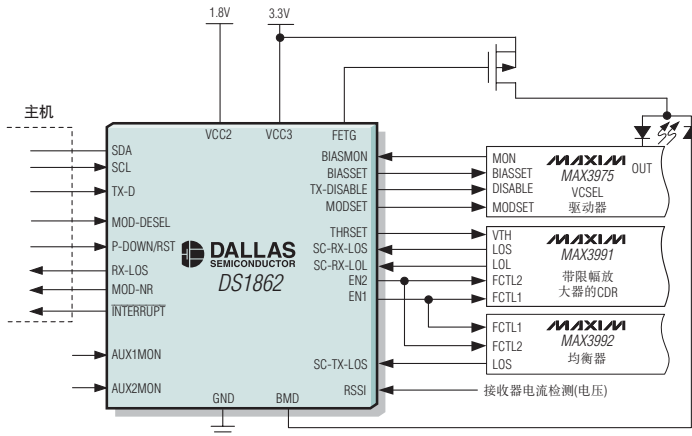 1.8V
3.3V
主机
VCC2
VCC3
FETG
SDA
SCL
TX-D
MOD-DESEL
P-DOWN/RST
RX-LOS
MOD-NR
INTERRUPT
AUX1MON
AUX2MON
DALLAS
SEMICONDUCTOR
DS1862
BIASMON
BIASSET
TX-DISABLE
MODSET
THRSET
SC-RX-LOS
SC-RX-LOL
EN2
EN1
SC-TX-LOS
RSSI
GND
BMD
MON
BIASSET
DISABLE
MODSET
MAXIM
MAX3975
VCSEL
驱动器
OUT
VTH
LOS
LOL
FCTL2
FCTL1
MAXIM
MAX3991
带限幅放
大器的CDR
FCTL1
FCTL2
LOS
MAXIM
MAX3992
均衡器
接收器电流检测(电压)